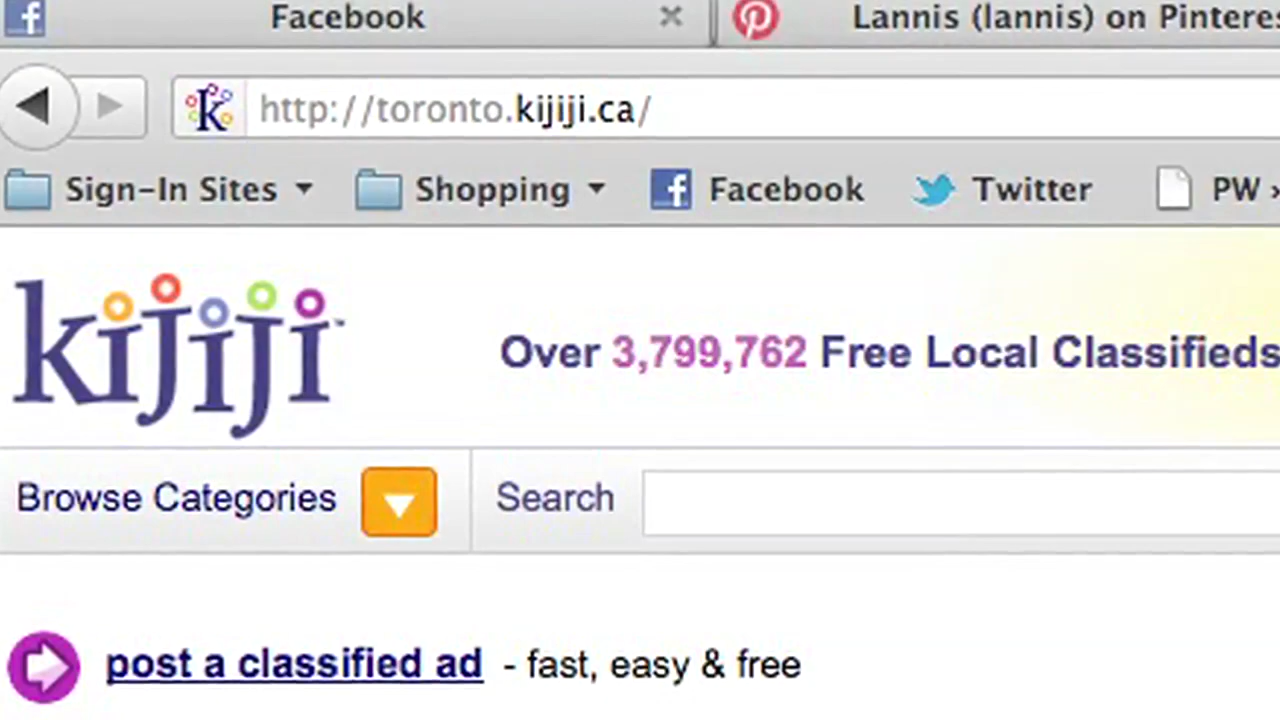 Facebook Lannis (lannis) on Pinteres
http://toronto.kijiji.ca/
Sign-In Sites Shopping Facebook Twitter PW
kijiji™
Over 3,799,762 Free Local Classifieds
Browse Categories Search
post a classified ad - fast, easy & free